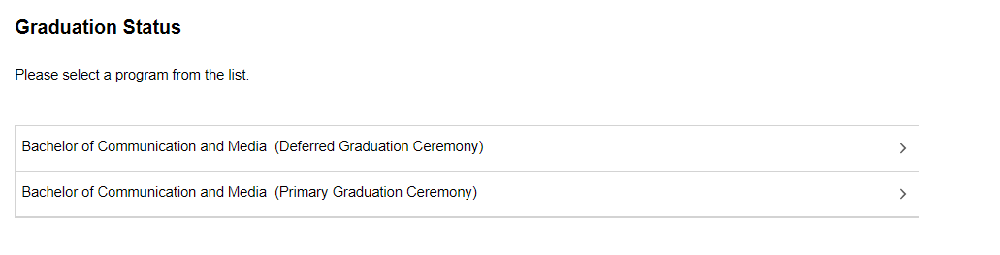 Graduation Status
Please select a program from the list.
Bachelor of Communication and Media (Deferred Graduation Ceremony)
Bachelor of Communication and Media (Primary Graduation Ceremony)